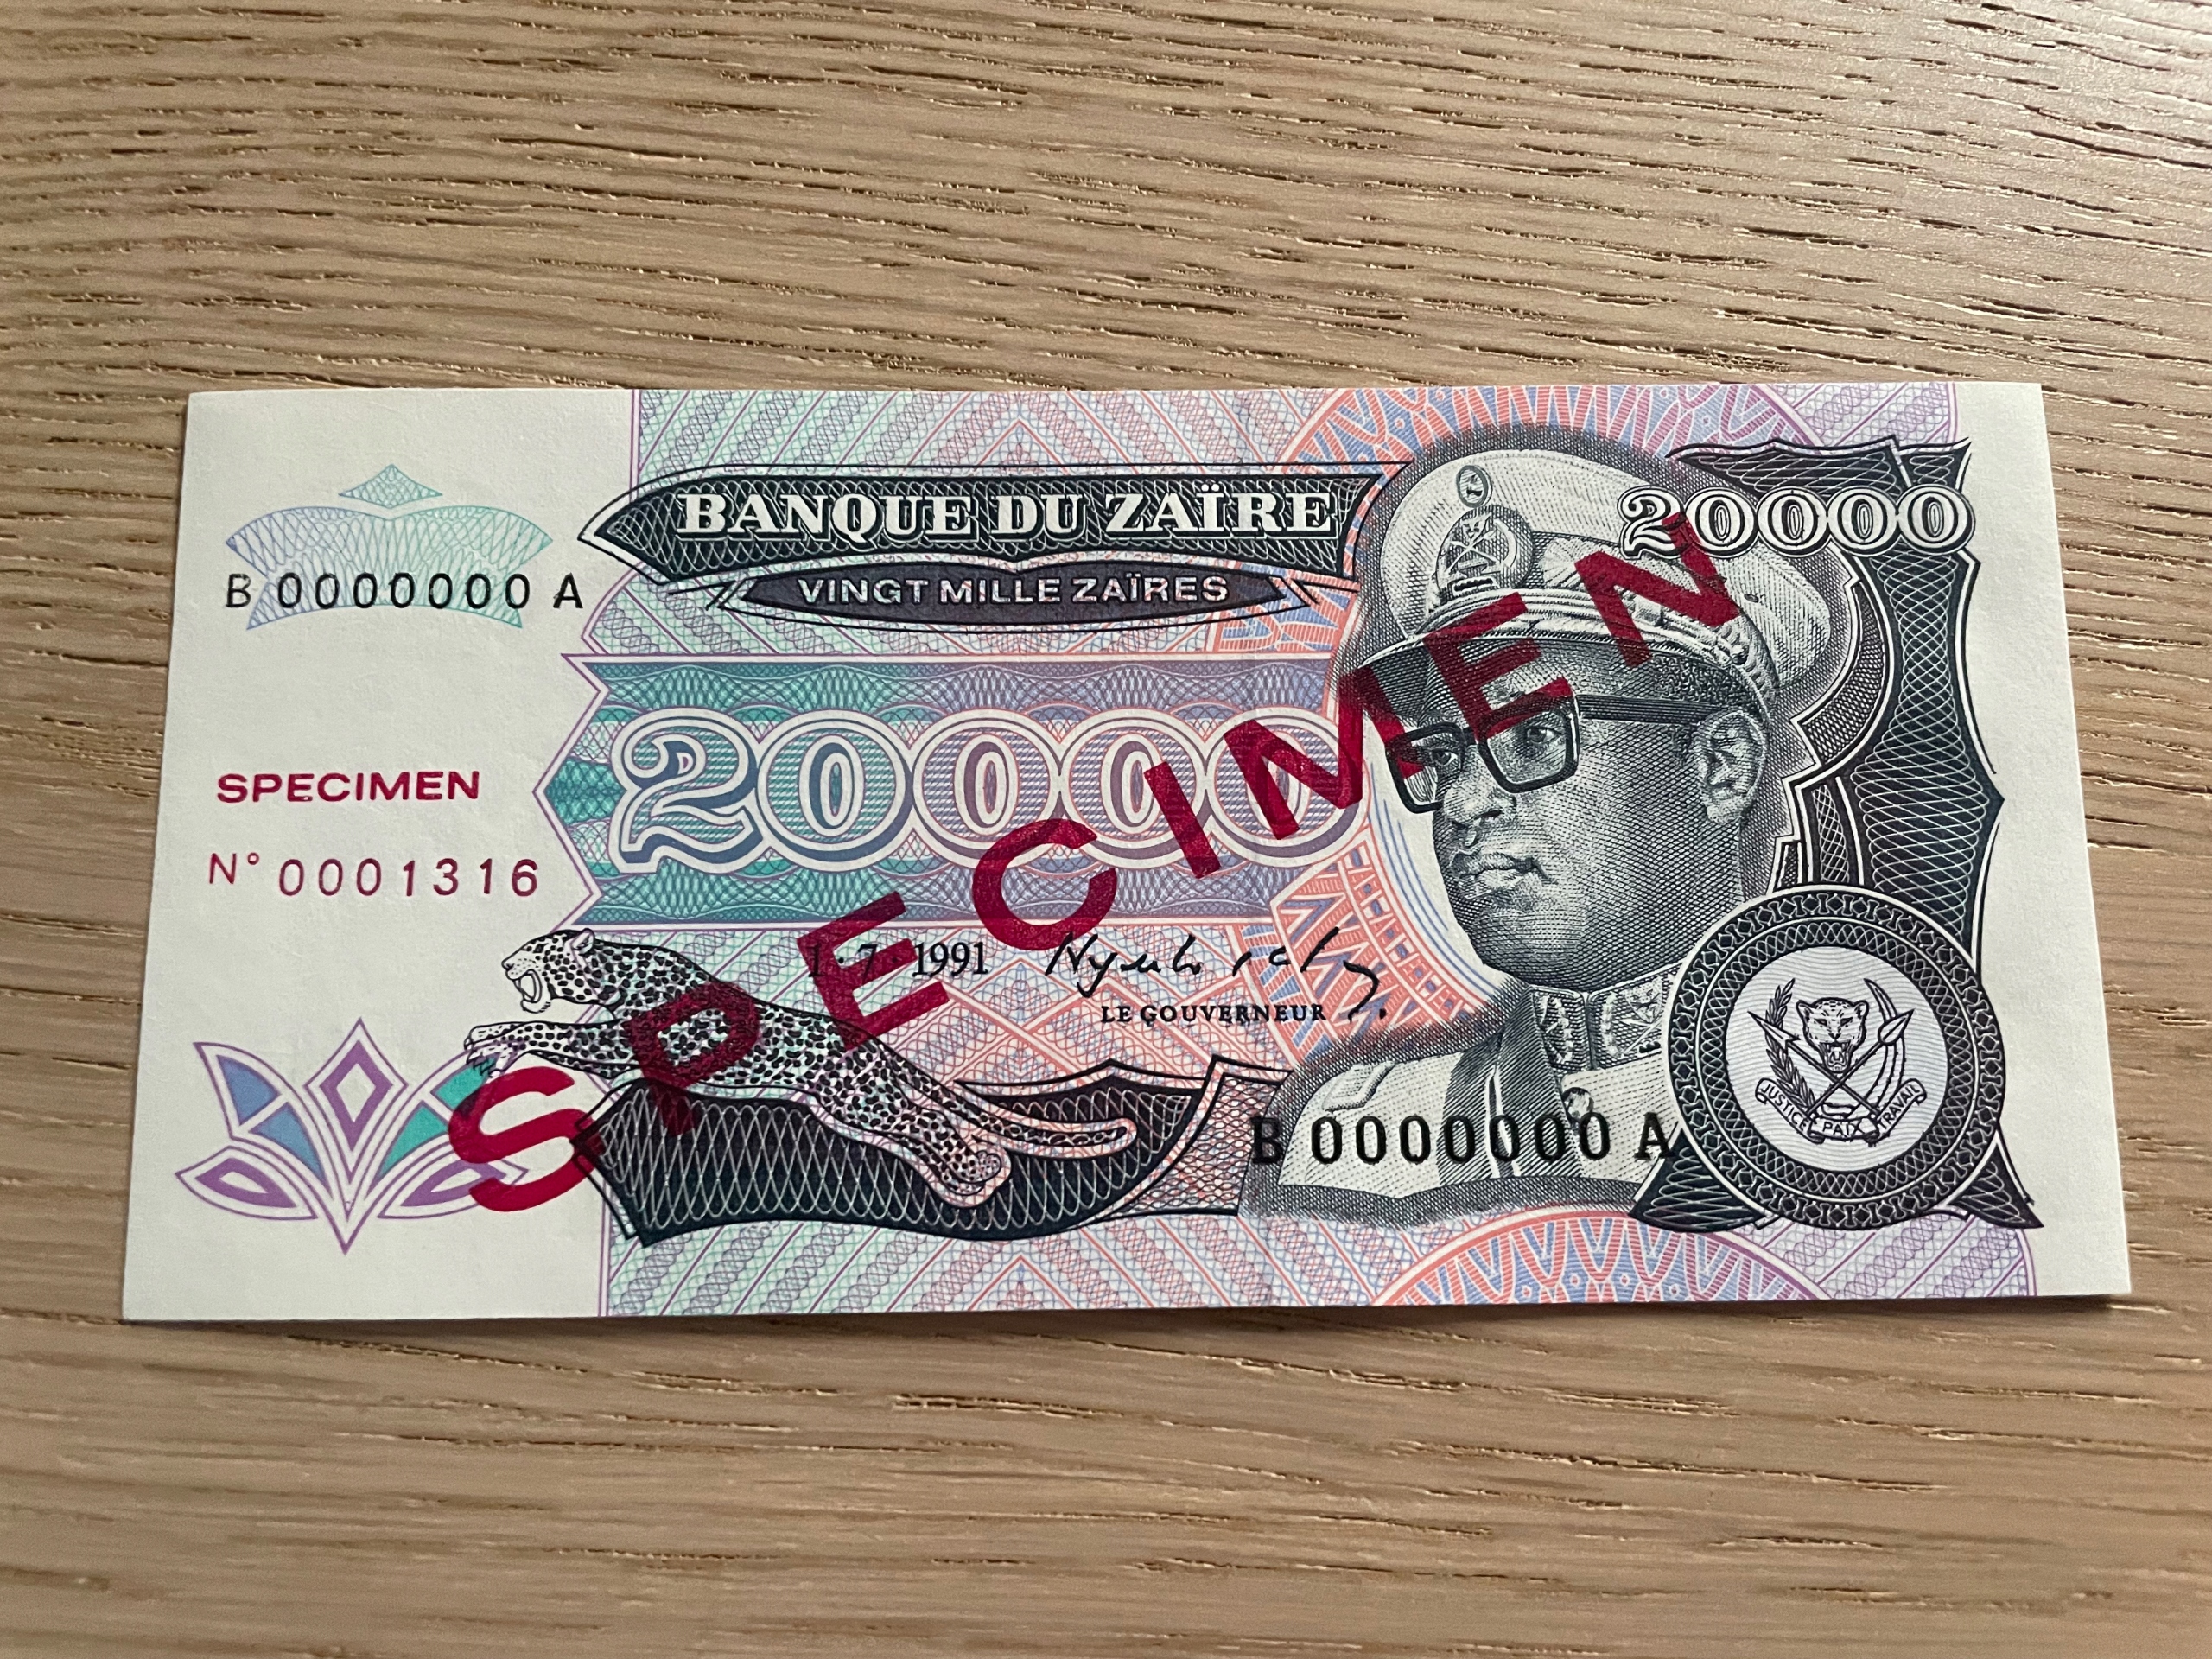 BANQUE DU ZAÏRE
20000
VINGT MILLE ZAÏRES
B 0000000 A
20000
SPECIMEN
SPECIMEN
N° 0001316
1·7·1991
LE GOUVERNEUR
B 0000000 A
JUSTICE PAIX TRAVAIL